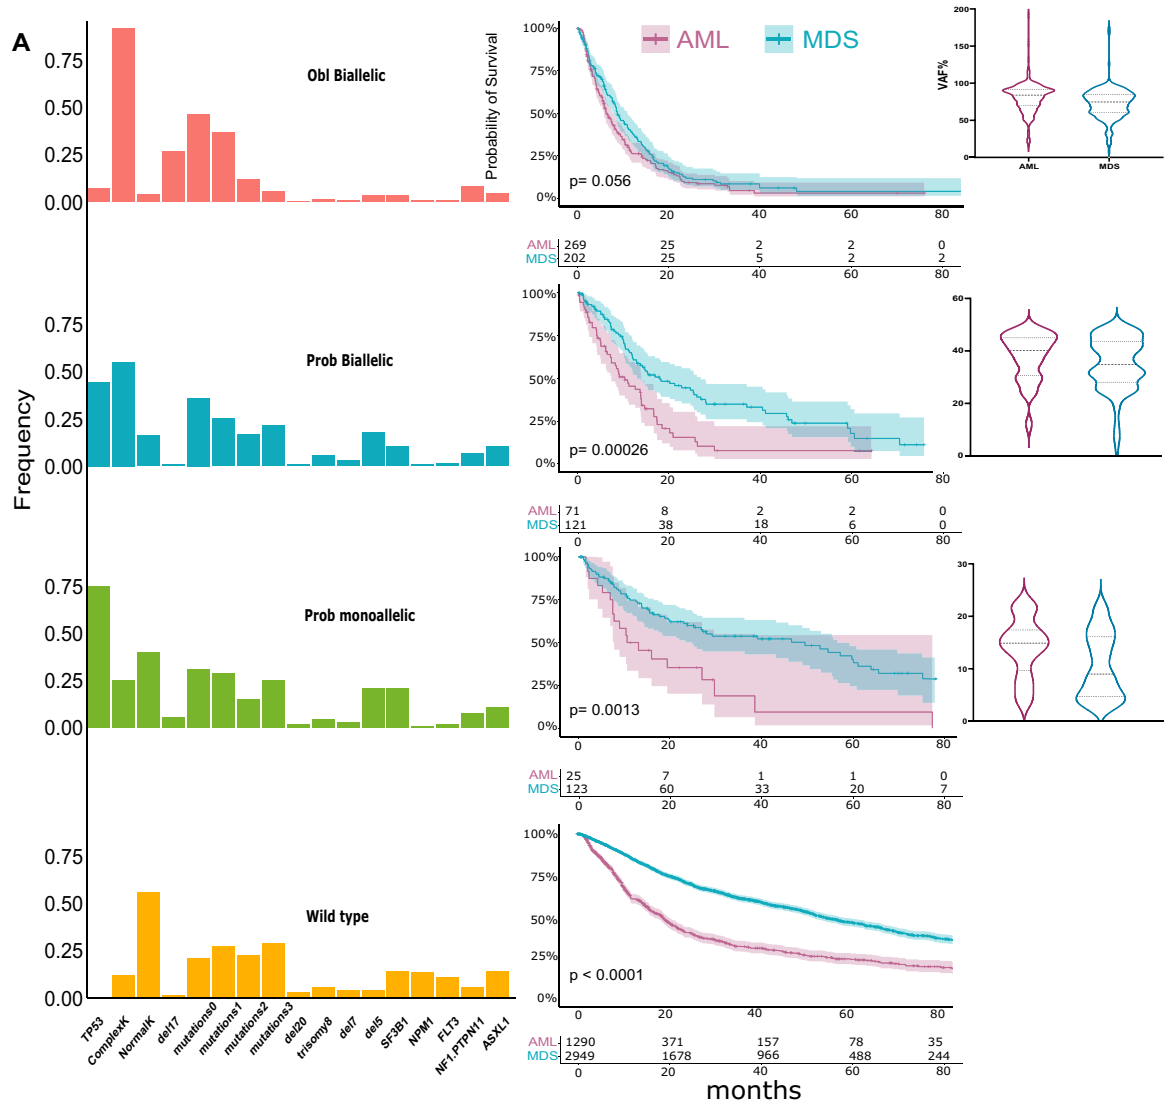 A
Frequency
0.75
0.50
0.25
0.00
Obl Biallelic
0.75
0.50
0.25
0.00
Prob Biallelic
0.75
0.50
0.25
0.00
Prob monoallelic
0.75
0.50
0.25
0.00
Wild type
TP53
ComplexK
NormalK
del17
mutations0
mutations1
mutations2
mutations3
del20
trisomy8
del7
del5
SF3B1
NPM1
FLT3
NF1.PTPN11
ASXL1
Probability of Survival
AML MDS
100%
75%
50%
25%
0%
p= 0.056
0 20 40 60 80
AML 269 25 2 2 0
MDS 202 25 5 2 2
0 20 40 60 80
100%
75%
50%
25%
0%
p= 0.00026
0 20 40 60 80
AML 71 8 2 2 0
MDS 121 38 18 6 0
0 20 40 60 80
100%
75%
50%
25%
0%
p= 0.0013
0 20 40 60 80
AML 25 7 1 1 0
MDS 123 60 33 20 7
0 20 40 60 80
100%
75%
50%
25%
0%
p < 0.0001
0 20 40 60 80
AML 1290 371 157 78 35
MDS 2949 1678 966 488 244
0 20 40 60 80
months
VAF%
200
150
100
50
0
AML MDS
60
40
20
0
30
20
10
0